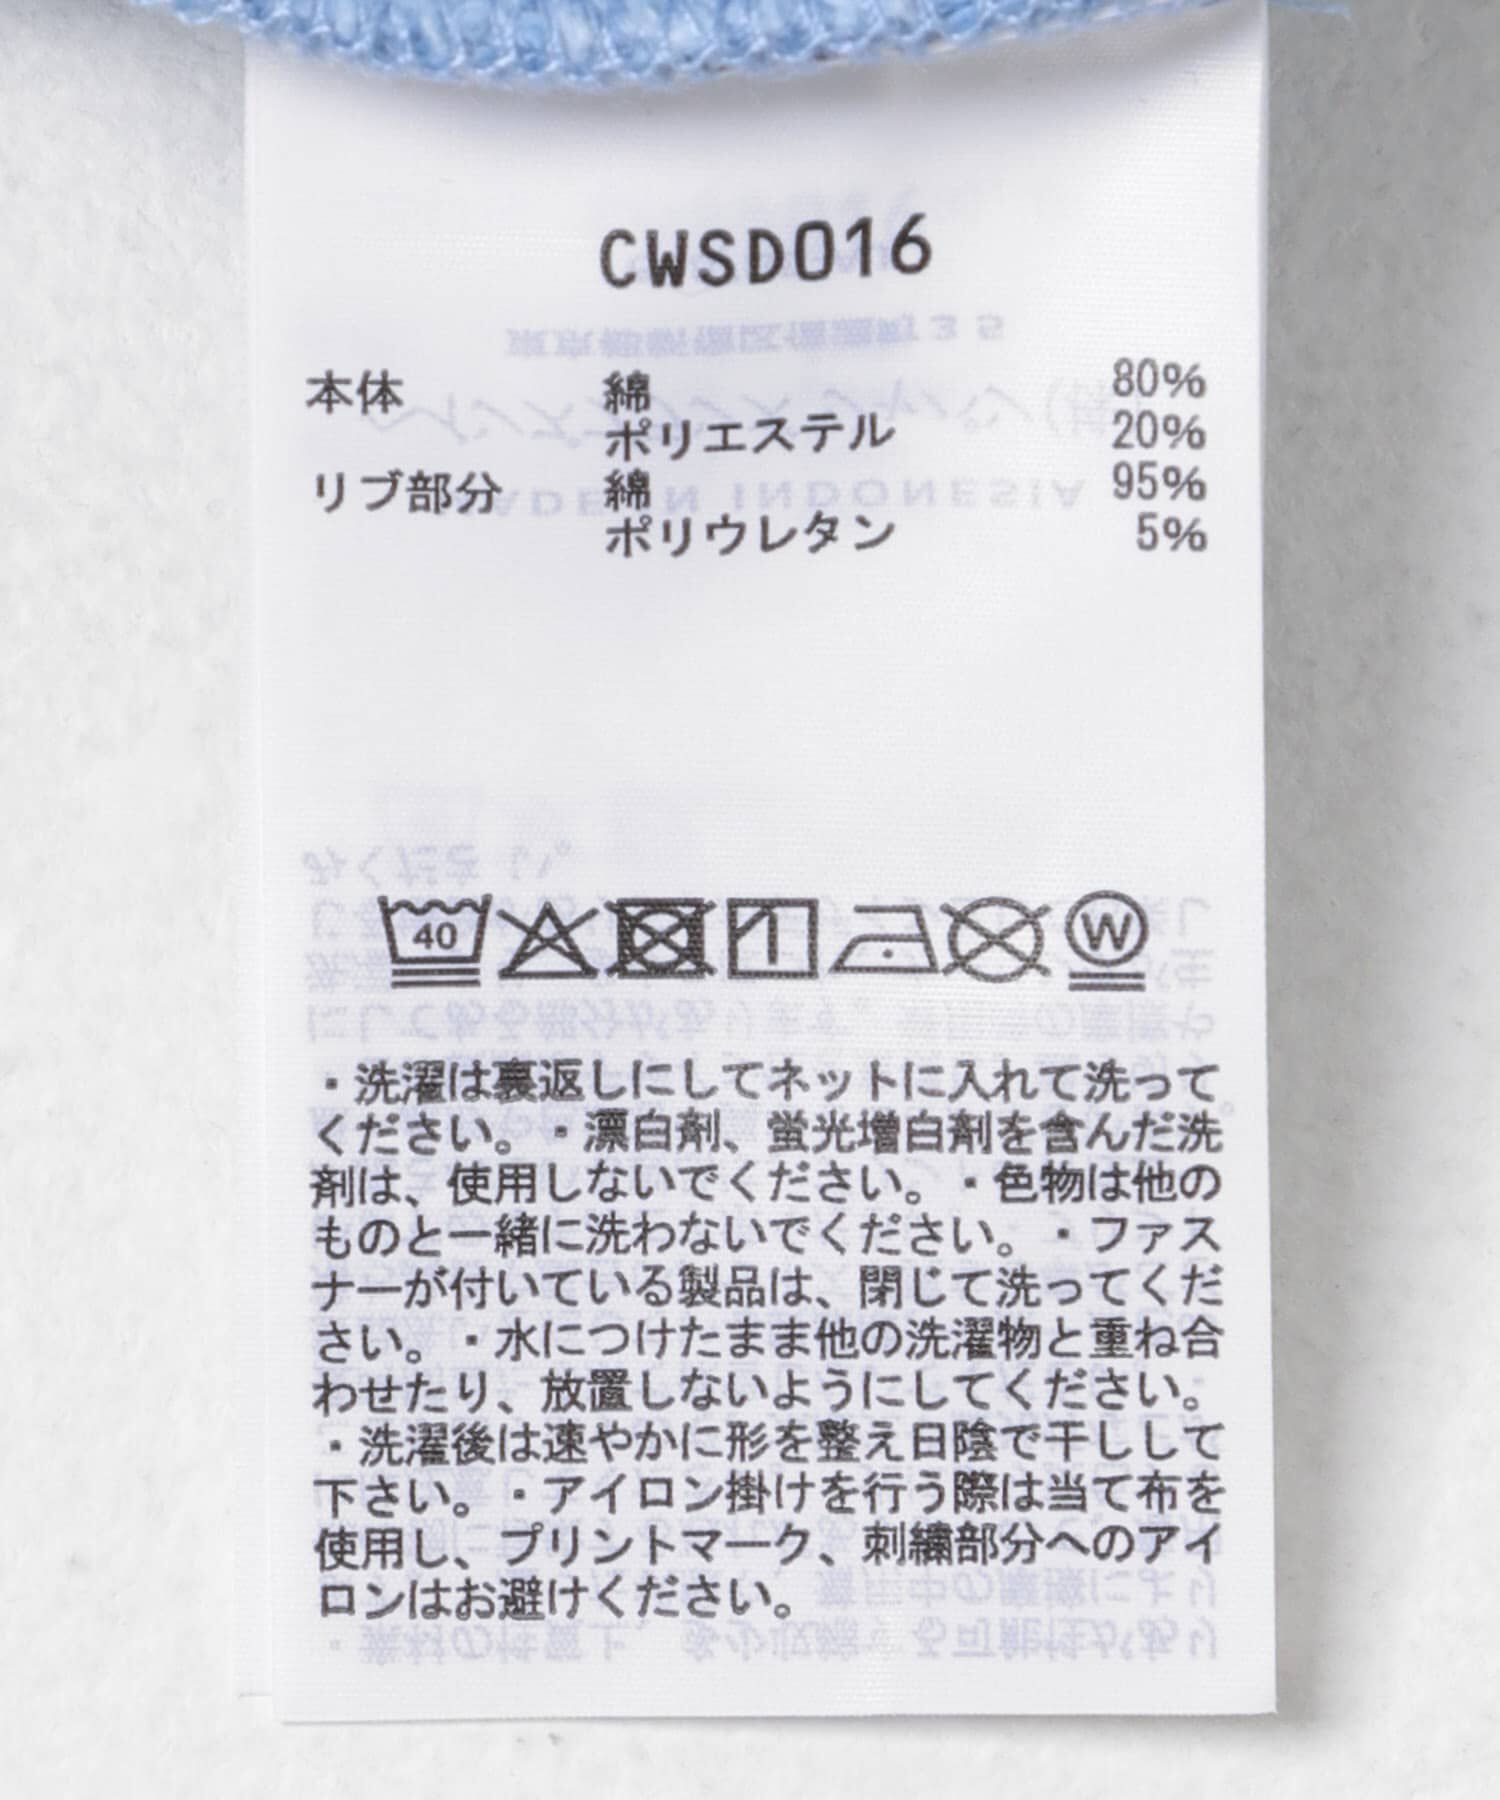 CWSD016
本体 綿 80%
ポリエステル 20%
リブ部分 綿 95%
ポリウレタン 5%
40 W
・洗濯は裏返しにしてネットに入れて洗って
ください。・漂白剤、蛍光増白剤を含んだ洗
剤は、使用しないでください。・色物は他の
ものと一緒に洗わないでください。・ファス
ナーが付いている製品は、閉じて洗ってくだ
さい。・水につけたまま他の洗濯物と重ね合
わせたり、放置しないようにしてください。
・洗濯後は速やかに形を整え日陰で干しして
下さい。・アイロン掛けを行う際は当て布を
使用し、プリントマーク、刺繍部分へのアイ
ロンはお避けください。